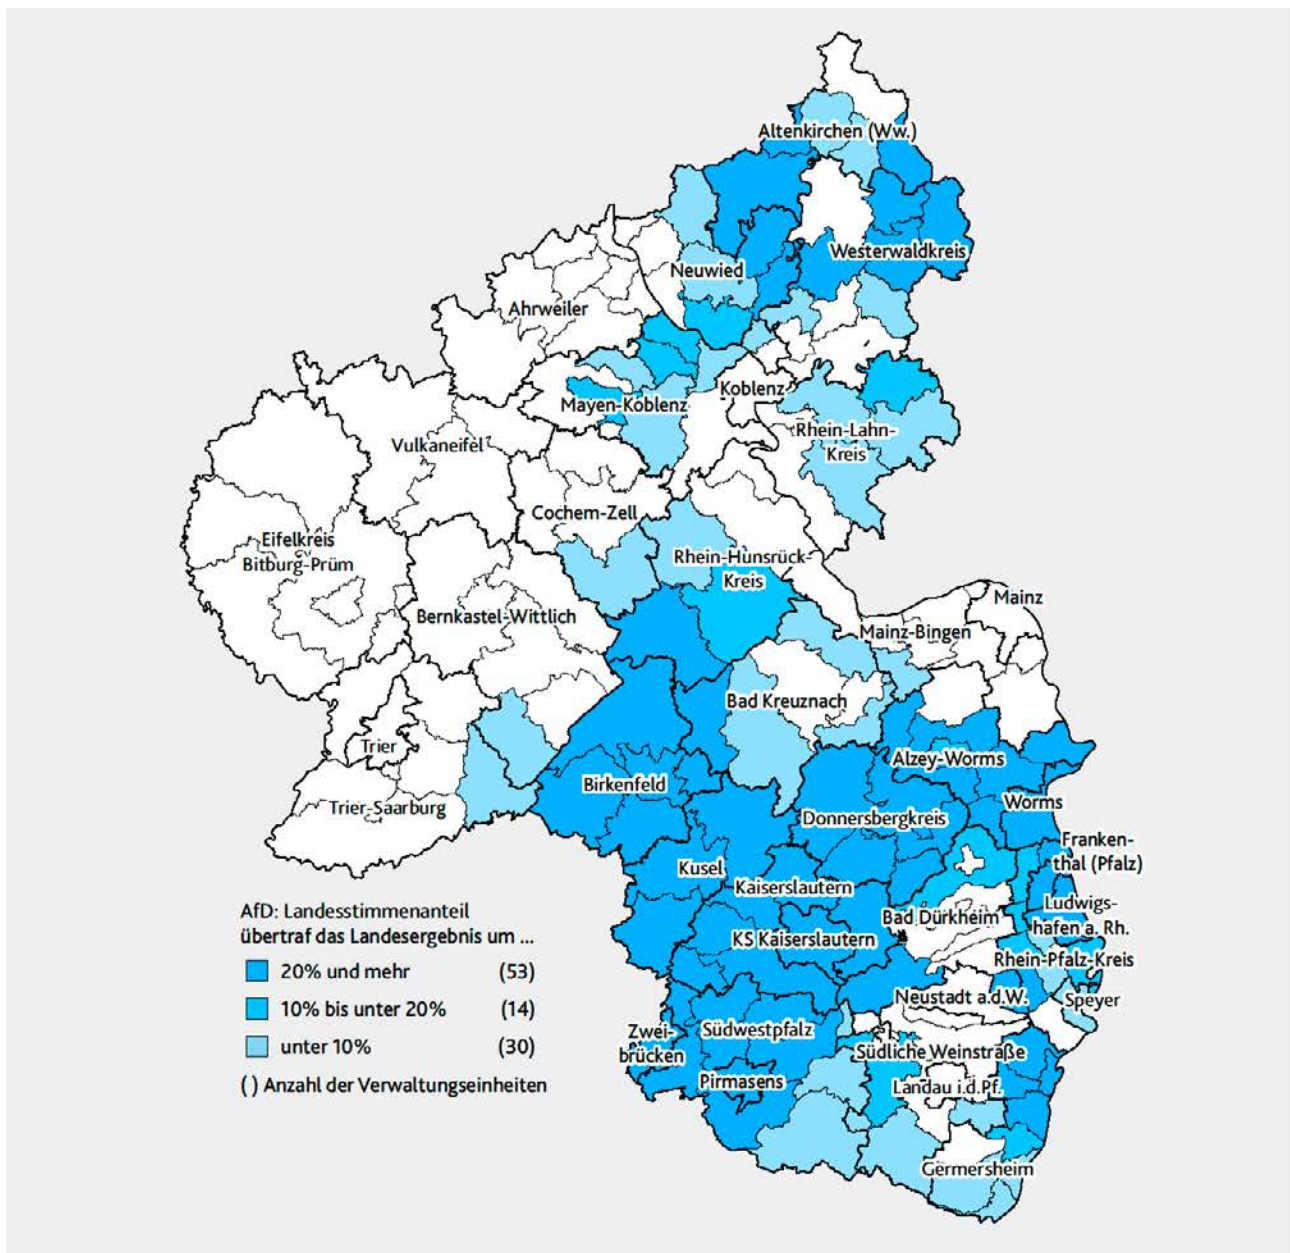 Altenkirchen (Ww.)
Westerwaldkreis
Neuwied
Ahrweiler
Koblenz
Mayen-Koblenz
Rhein-Lahn-
Kreis
Vulkaneifel
Cochem-Zell
Eifelkreis
Bitburg-Prüm
Rhein-Hunsrück-
Kreis
Mainz
Bernkastel-Wittlich
Mainz-Bingen
Bad Kreuznach
Trier
Alzey-Worms
Birkenfeld
Trier-Saarburg
Worms
Donnersbergkreis
Franken-
thal (Pfalz)
Kusel
Kaiserslautern
Ludwigs-
hafen a. Rh.
Bad Dürkheim
KS Kaiserslautern
Rhein-Pfalz-Kreis
Neustadt a.d.W.
Speyer
Zwei-
brücken
Südwestpfalz
Südliche Weinstraße
Pirmasens
Landau i.d.Pf.
Germersheim
AfD: Landesstimmenanteil
übertraf das Landesergebnis um ...
20% und mehr (53)
10% bis unter 20% (14)
unter 10% (30)
( ) Anzahl der Verwaltungseinheiten